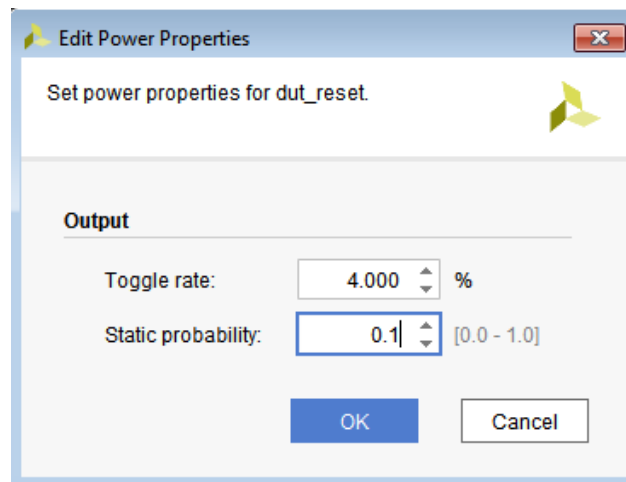 Edit Power Properties
Set power properties for dut_reset.
Output
Toggle rate: 4.000 %
Static probability: 0.1 [0.0 - 1.0]
OK Cancel